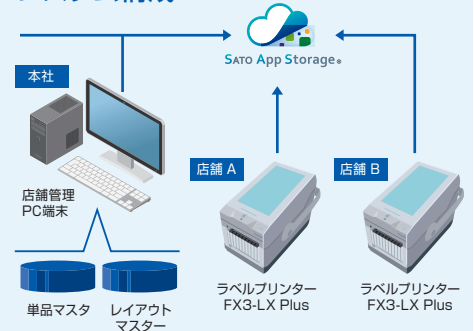 SATO App Storage®
本社
店舗 A
店舗 B
店舗管理
PC端末
ラベルプリンター
FX3-LX Plus
ラベルプリンター
FX3-LX Plus
単品マスタ
レイアウト
マスター